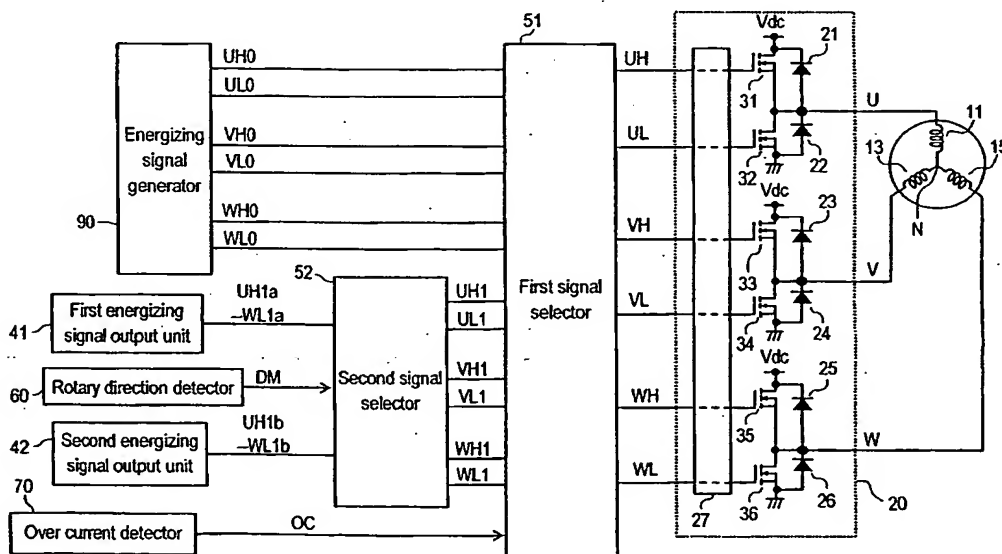 51
Vdc
21
UH0
UH
UL0
31
U
11
Energizing
signal
generator
VH0
UL
13
15
VL0
22
32
Vdc
90
WH0
23
N
WL0
VH
V
52
33
First signal
selector
UH1a
~WL1a
UH1
First energizing
signal output unit
VL
24
41
UL1
34
Vdc
Second signal
selector
25
Rotary direction detector
DM
VH1
60
VL1
WH
UH1b
~WL1b
35
W
42
Second energizing
signal output unit
WH1
WL1
WL
26
70
20
27
36
Over current detector
OC